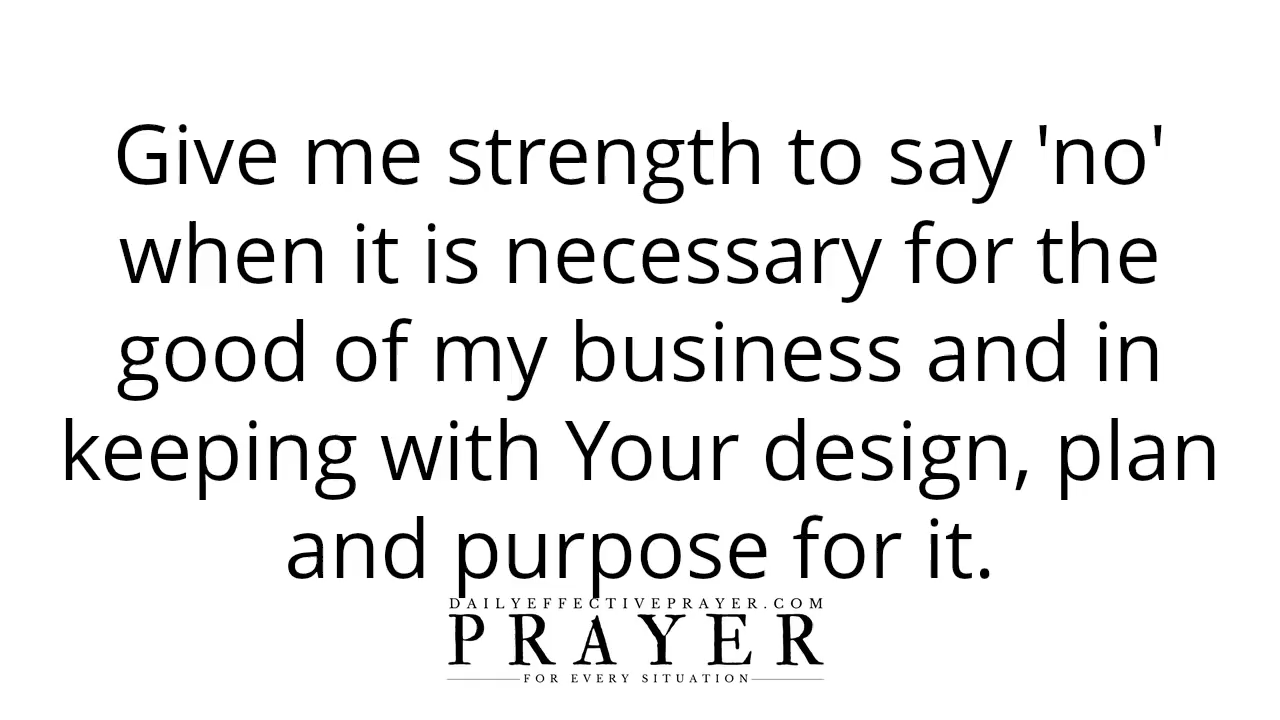 Give me strength to say 'no'
when it is necessary for the
good of my business and in
keeping with Your design, plan
and purpose for it.
DAILYEFFECTIVEPRAYER.COM
PRAYER
FOR EVERY SITUATION